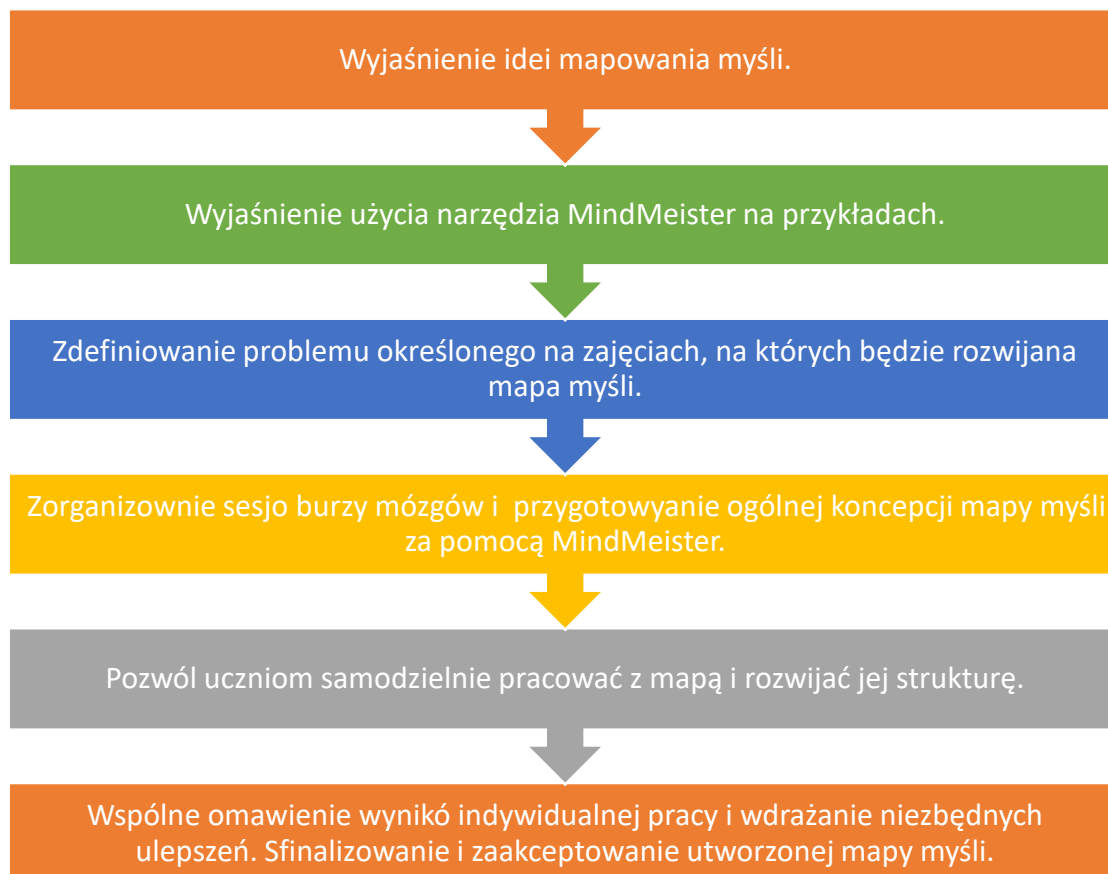 Wyjaśnienie idei mapowania myśli.
Wyjaśnienie użycia narzędzia MindMeister na przykładach.
Zdefiniowanie problemu określonego na zajęciach, na których będzie rozwijana
mapa myśli.
Zorganizownie sesjo burzy mózgów i  przygotowyanie ogólnej koncepcji mapy myśli
za pomocą MindMeister.
Pozwól uczniom samodzielnie pracować z mapą i rozwijać jej strukturę.
Wspólne omawienie wynikó indywidualnej pracy i wdrażanie niezbędnych
ulepszeń. Sfinalizowanie i zaakceptowanie utworzonej mapy myśli.